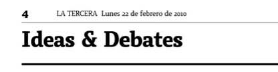 4 LA TERCERA Lunes 22 de febrero de 2010
Ideas & Debates